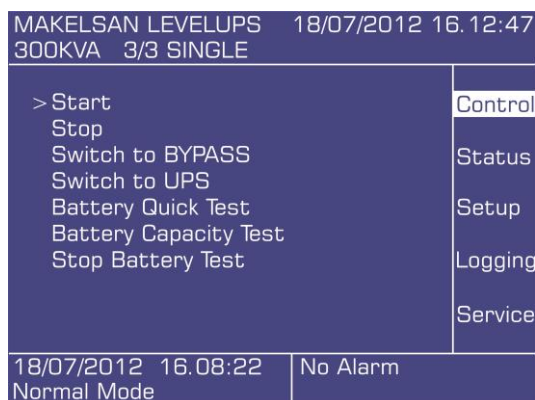 MAKELSAN LEVELUPS 18/07/2012 16.12:47
300KVA 3/3 SINGLE
> Start
Stop
Switch to BYPASS
Switch to UPS
Battery Quick Test
Battery Capacity Test
Stop Battery Test
Control
Status
Setup
Logging
Service
18/07/2012 16.08:22 No Alarm
Normal Mode